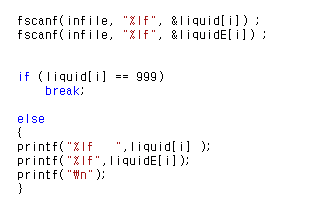 fscanf(infile, "%lf", &liquid[i]) ;
fscanf(infile, "%lf", &liquidE[i]) ;
if (liquid[i] == 999)
break;
else
{
printf("%lf   ",liquid[i] );
printf("%lf",liquidE[i]);
printf("₩n");
}